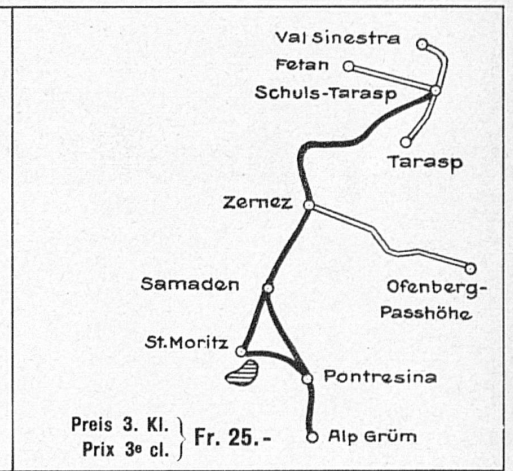 Val Sinestra
Fetan
Schuls-Tarasp
Tarasp
Zernez
Samaden
Ofenberg-
Passhöhe
St. Moritz
Pontresina
Preis 3. Kl.
Prix 3e cl.
} Fr. 25.-
Alp Grüm